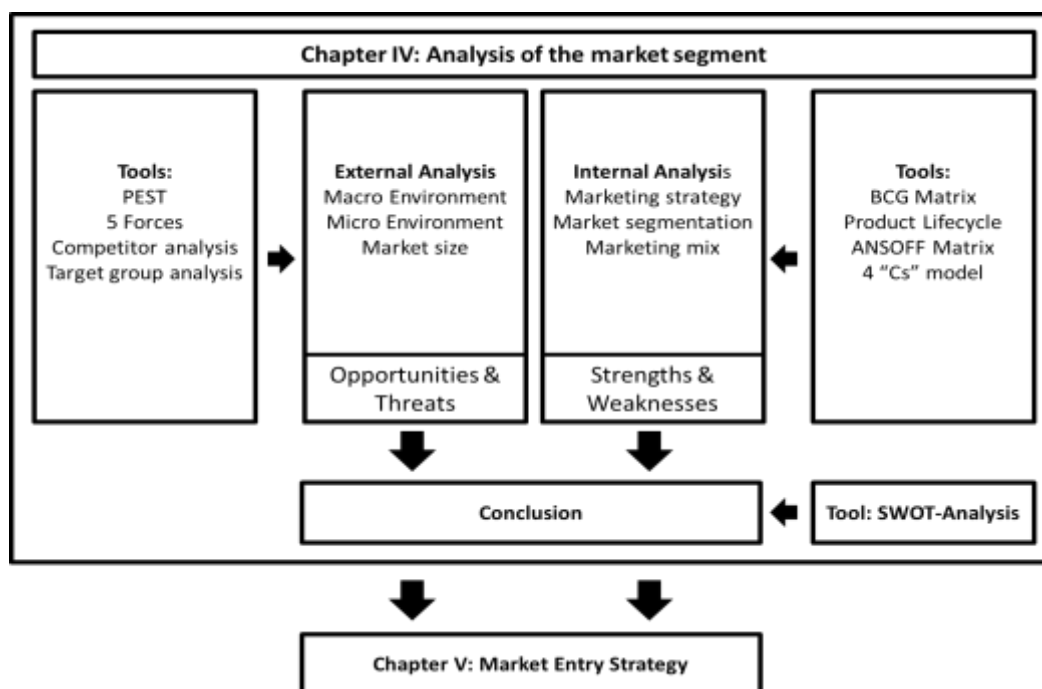 Chapter IV: Analysis of the market segment
Tools:
PEST
5 Forces
Competitor analysis
Target group analysis
External Analysis
Macro Environment
Micro Environment
Market size
Opportunities &
Threats
Internal Analysis
Marketing strategy
Market segmentation
Marketing mix
Strengths &
Weaknesses
Tools:
BCG Matrix
Product Lifecycle
ANSOFF Matrix
4 “Cs” model
Conclusion
Tool: SWOT-Analysis
Chapter V: Market Entry Strategy